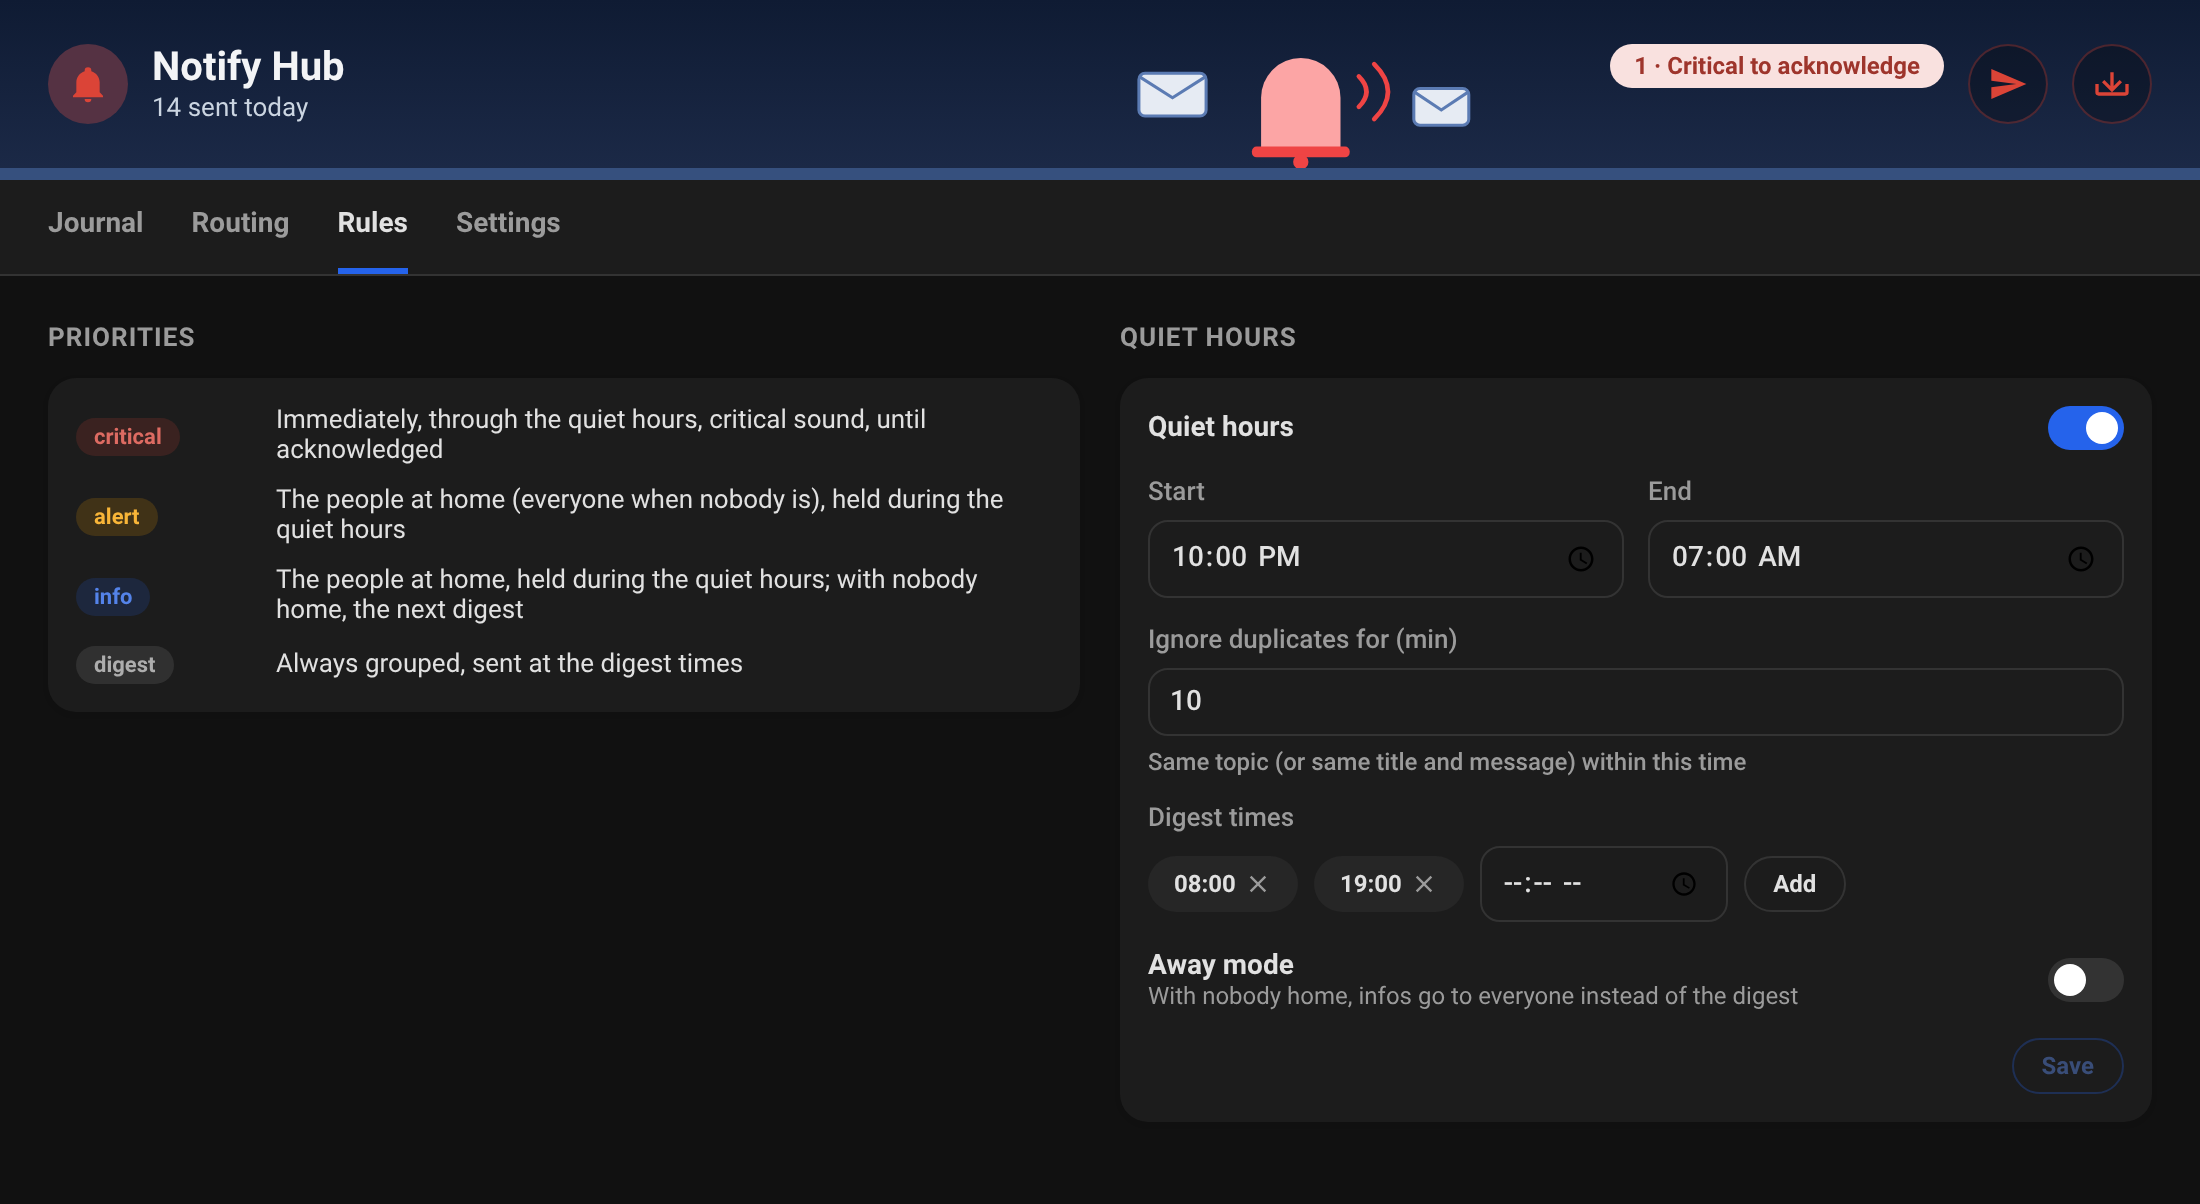 Notify Hub
14 sent today
1 · Critical to acknowledge
Journal
Routing
Rules
Settings
PRIORITIES
critical
Immediately, through the quiet hours, critical sound, until
acknowledged
alert
The people at home (everyone when nobody is), held during the
quiet hours
info
The people at home, held during the quiet hours; with nobody
home, the next digest
digest
Always grouped, sent at the digest times
QUIET HOURS
Quiet hours
Start
End
10:00 PM
07:00 AM
Ignore duplicates for (min)
10
Same topic (or same title and message) within this time
Digest times
08:00
19:00
--:-- --
Add
Away mode
With nobody home, infos go to everyone instead of the digest
Save